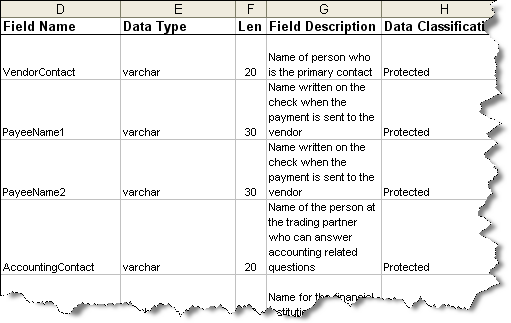 D E F G H
Field Name Data Type Len Field Description Data Classificati
VendorContact varchar 20 Name of person who
is the primary contact Protected
PayeeName1 varchar 30 Name written on the
check when the
payment is sent to the
vendor Protected
PayeeName2 varchar 30 Name written on the
check when the
payment is sent to the
vendor Protected
AccountingContact varchar 20 Name of the person at
the trading partner
who can answer
accounting related
questions Protected
Name for the financial